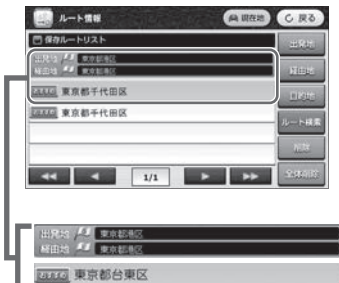 ルート情報
現在地
戻る
保存ルートリスト
出発地
出発地 東京都港区
経由地 東京都港区
経由地
東京都千代田区
目的地
東京都千代田区
ルート検索
削除
全体削除
1/1
出発地 東京都港区
経由地 東京都港区
東京都台東区